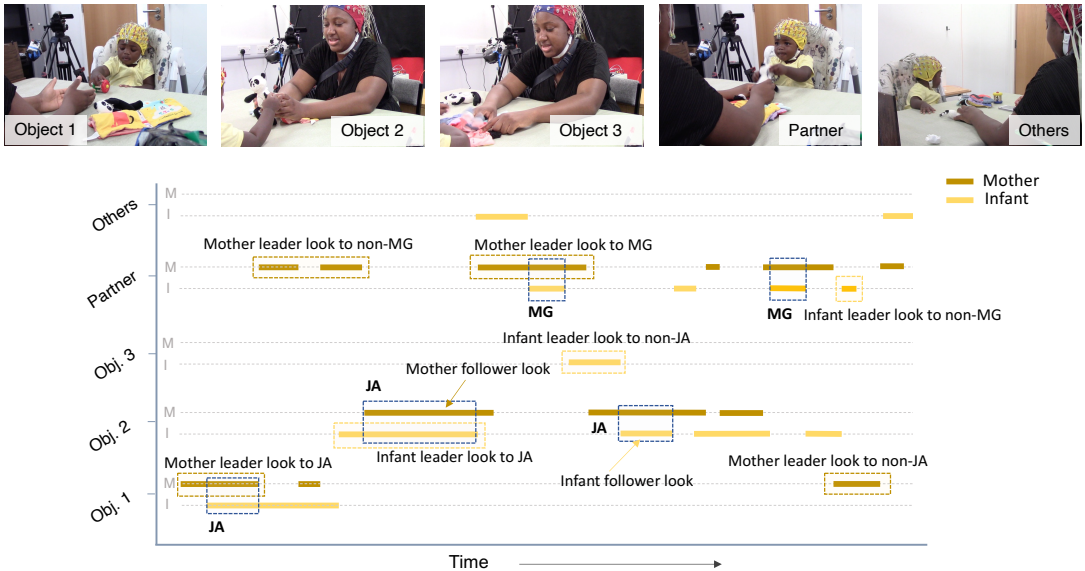 Object 1
Object 2
Object 3
Partner
Others
Mother
Infant
Others
M
I
Mother leader look to non-MG
Mother leader look to MG
Partner
M
I
MG
MG
Infant leader look to non-MG
Obj. 3
M
I
Infant leader look to non-JA
Mother follower look
JA
Obj. 2
M
I
JA
Infant leader look to JA
Infant follower look
Mother leader look to JA
Mother leader look to non-JA
Obj. 1
M
I
JA
Time